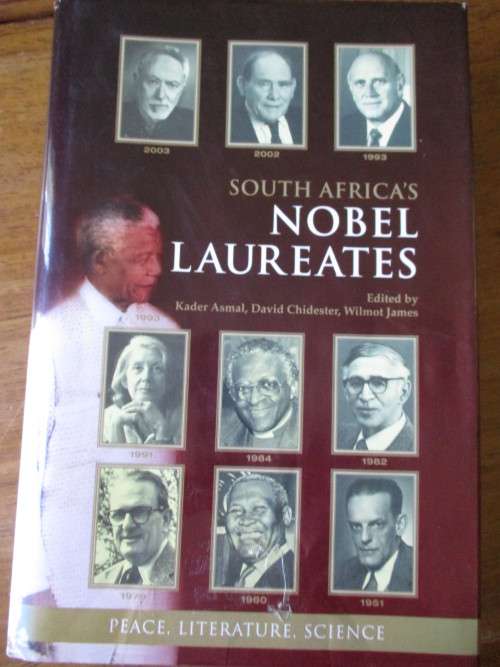 2003 2002 1993
SOUTH AFRICA'S
NOBEL
LAUREATES
Edited by
Kader Asmal, David Chidester, Wilmot James
1993
1991 1984 1982
1979 1960 1951
PEACE, LITERATURE, SCIENCE